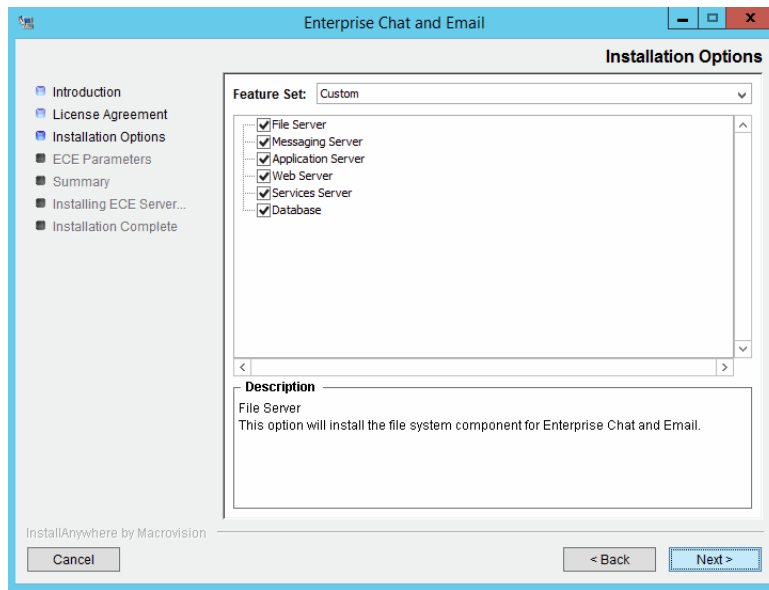 Enterprise Chat and Email
Installation Options
Introduction
License Agreement
Installation Options
ECE Parameters
Summary
Installing ECE Server...
Installation Complete
Feature Set: Custom
File Server
Messaging Server
Application Server
Web Server
Services Server
Database
Description
File Server
This option will install the file system component for Enterprise Chat and Email.
InstallAnywhere by Macrovision
Cancel
< Back
Next >